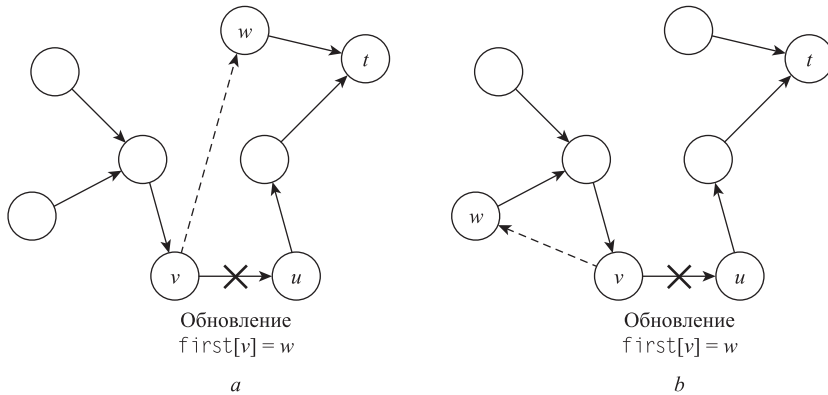 w
t
v
u
Обновление
first[v] = w
a
t
w
v
u
Обновление
first[v] = w
b